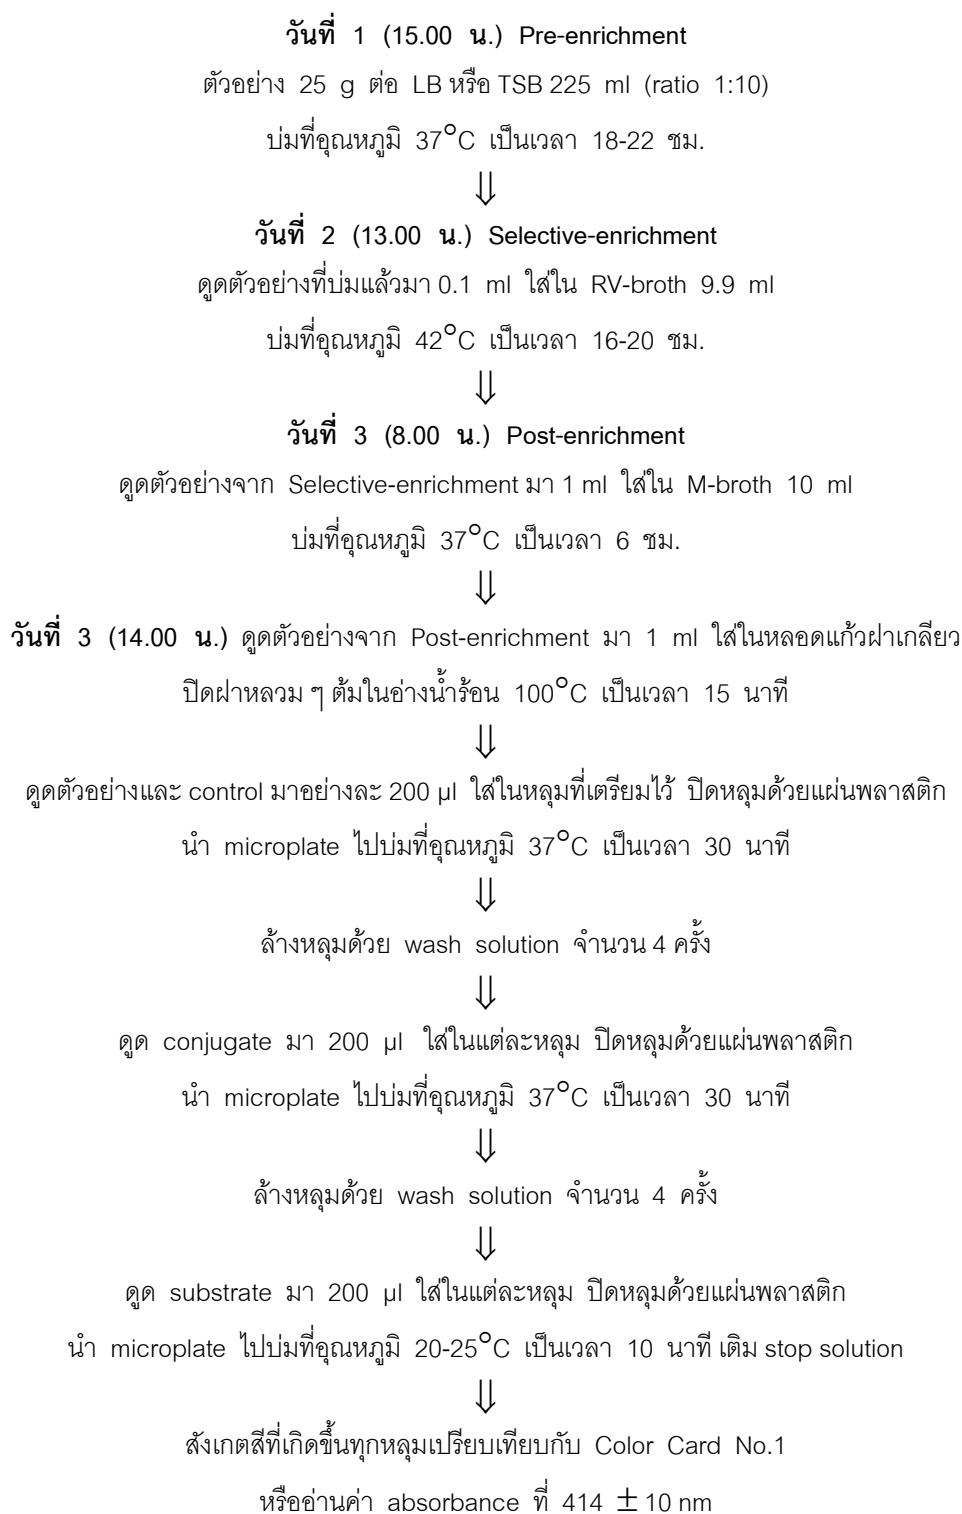 วันที่ 1 (15.00 น.) Pre-enrichment
ตัวอย่าง 25 g ต่อ LB หรือ TSB 225 ml (ratio 1:10)
บ่มที่อุณหภูมิ 37°C เป็นเวลา 18-22 ชม.
⇓
วันที่ 2 (13.00 น.) Selective-enrichment
ดูดตัวอย่างที่บ่มแล้วมา 0.1 ml ใส่ใน RV-broth 9.9 ml
บ่มที่อุณหภูมิ 42°C เป็นเวลา 16-20 ชม.
⇓
วันที่ 3 (8.00 น.) Post-enrichment
ดูดตัวอย่างจาก Selective-enrichment มา 1 ml ใส่ใน M-broth 10 ml
บ่มที่อุณหภูมิ 37°C เป็นเวลา 6 ชม.
⇓
วันที่ 3 (14.00 น.) ดูดตัวอย่างจาก Post-enrichment มา 1 ml ใส่ในหลอดแก้วฝาเกลียว
ปิดฝาหลวม ๆ ต้มในอ่างน้ำร้อน 100°C เป็นเวลา 15 นาที
⇓
ดูดตัวอย่างและ control มาอย่างละ 200 µl ใส่ในหลุมที่เตรียมไว้ ปิดหลุมด้วยแผ่นพลาสติก
นำ microplate ไปบ่มที่อุณหภูมิ 37°C เป็นเวลา 30 นาที
⇓
ล้างหลุมด้วย wash solution จำนวน 4 ครั้ง
⇓
ดูด conjugate มา 200 µl ใส่ในแต่ละหลุม ปิดหลุมด้วยแผ่นพลาสติก
นำ microplate ไปบ่มที่อุณหภูมิ 37°C เป็นเวลา 30 นาที
⇓
ล้างหลุมด้วย wash solution จำนวน 4 ครั้ง
⇓
ดูด substrate มา 200 µl ใส่ในแต่ละหลุม ปิดหลุมด้วยแผ่นพลาสติก
นำ microplate ไปบ่มที่อุณหภูมิ 20-25°C เป็นเวลา 10 นาที เติม stop solution
⇓
สังเกตสีที่เกิดขึ้นทุกหลุมเปรียบเทียบกับ Color Card No.1
หรืออ่านค่า absorbance ที่ 414 ± 10 nm